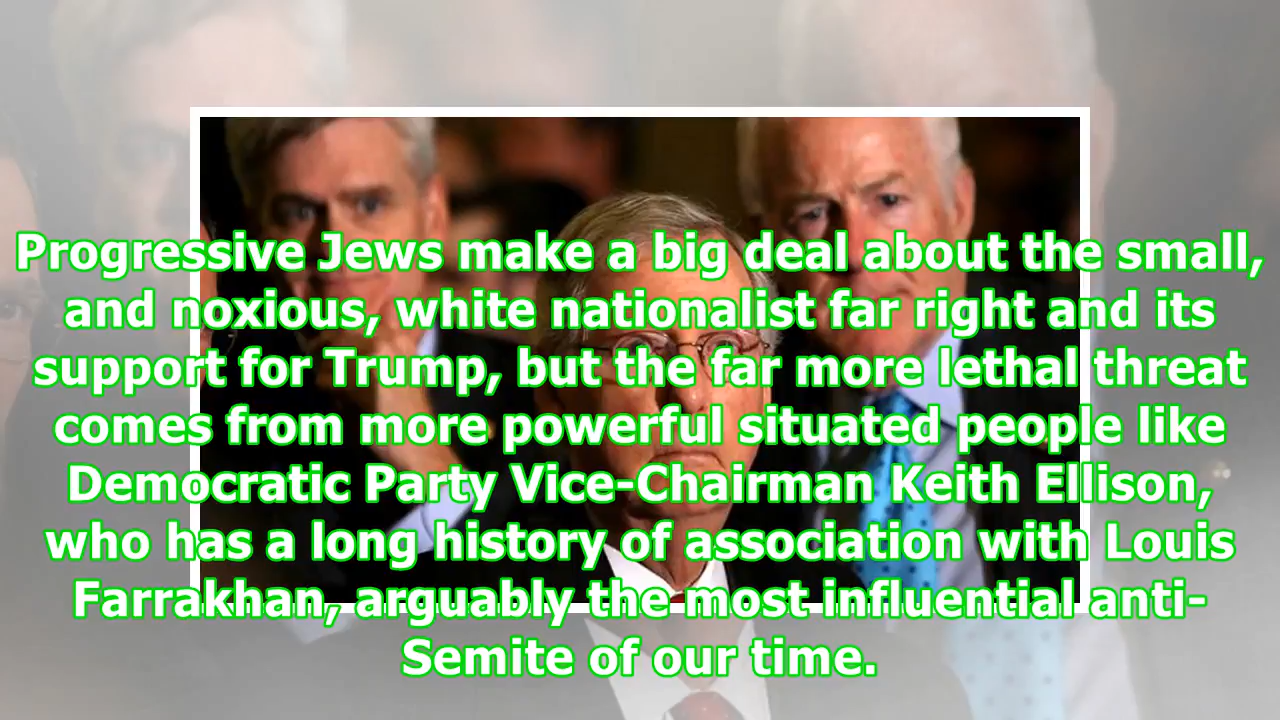 Progressive Jews make a big deal about the small,
and noxious, white nationalist far right and its
support for Trump, but the far more lethal threat
comes from more powerful situated people like
Democratic Party Vice-Chairman Keith Ellison,
who has a long history of association with Louis
Farrakhan, arguably the most influential anti-
Semite of our time.